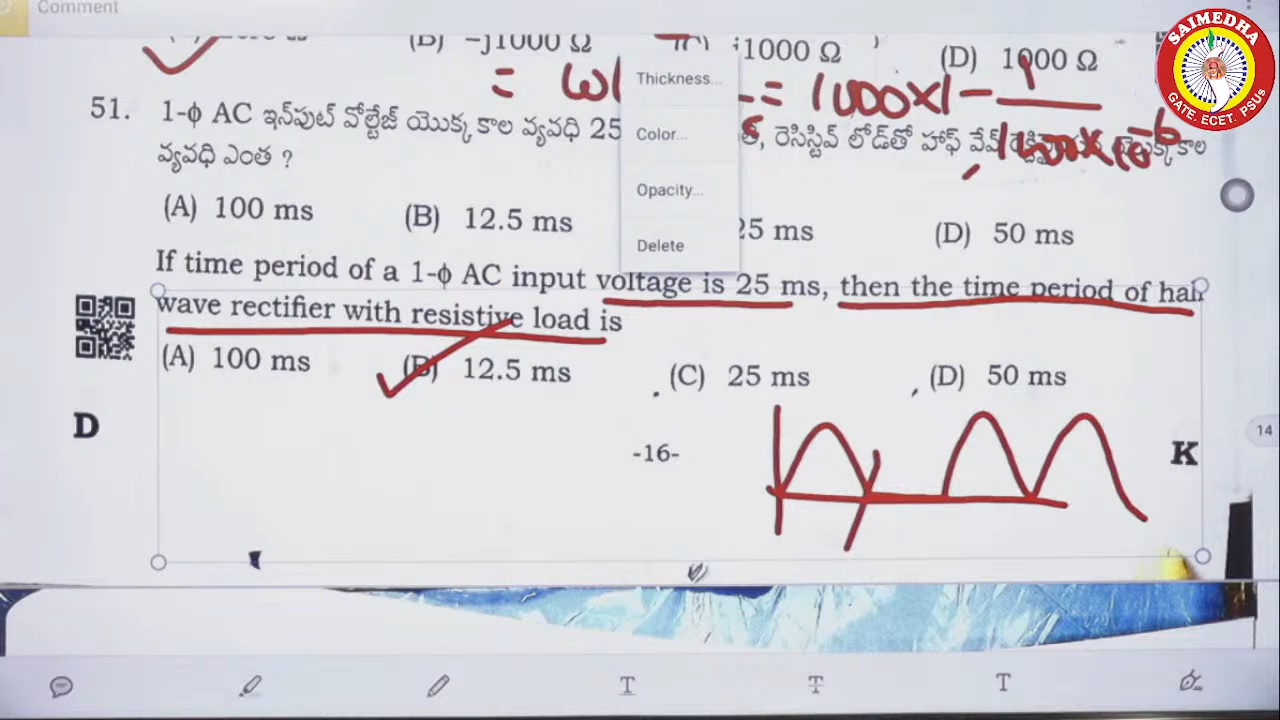 Comment
(B) -j1000 Ω
j1000 Ω
(D) 1000 Ω
Thickness...
Color...
Opacity...
Delete
= ω
= 1000×1 -
51. 1-ϕ AC ఇన్‌పుట్ వోల్టేజ్ యొక్క కాల వ్యవధి 25
రెసిస్టివ్ లోడ్‌తో హాఫ్ వేవ్
వ్యవధి ఎంత ?
(A) 100 ms (B) 12.5 ms 25 ms (D) 50 ms
If time period of a 1-ϕ AC input voltage is 25 ms, then the time period of half
wave rectifier with resistive load is
(A) 100 ms (B) 12.5 ms (C) 25 ms (D) 50 ms
D
-16-
K
14
SAIMEDHA
GATE. ECET. PSUs
T
T
T